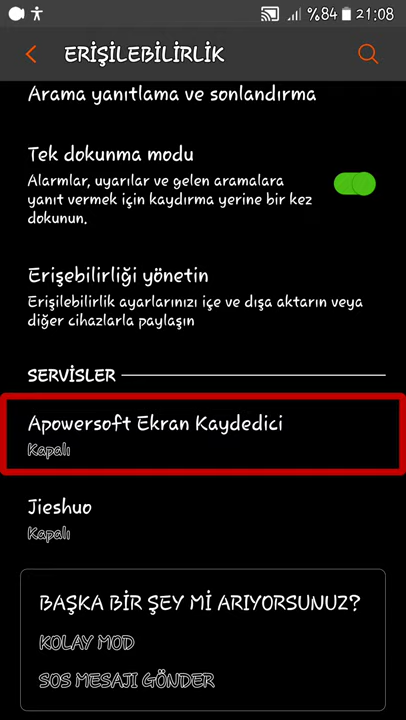 %84 21:08
ERİŞİLEBİLİRLİK
Arama yanıtlama ve sonlandırma
Tek dokunma modu
Alarmlar, uyarılar ve gelen aramalara
yanıt vermek için kaydırma yerine bir kez
dokunun.
Erişebilirliği yönetin
Erişilebilirlik ayarlarınızı içe ve dışa aktarın veya
diğer cihazlarla paylaşın
SERVİSLER
Apowersoft Ekran Kaydedici
Kapalı
Jieshuo
Kapalı
BAŞKA BİR ŞEY Mİ ARIYORSUNUZ?
KOLAY MOD
SOS MESAJI GÖNDER